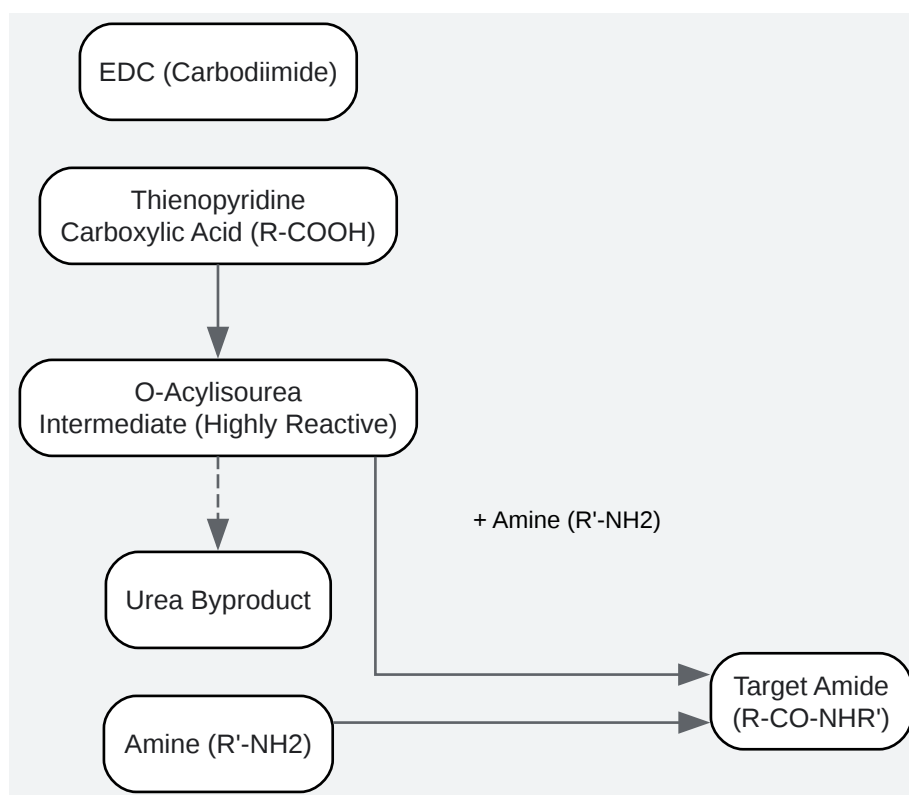 EDC (Carbodiimide)
Thienopyridine
Carboxylic Acid (R-COOH)
O-Acylisourea
Intermediate (Highly Reactive)
+ Amine (R'-NH2)
Urea Byproduct
Target Amide
(R-CO-NHR')
Amine (R'-NH2)